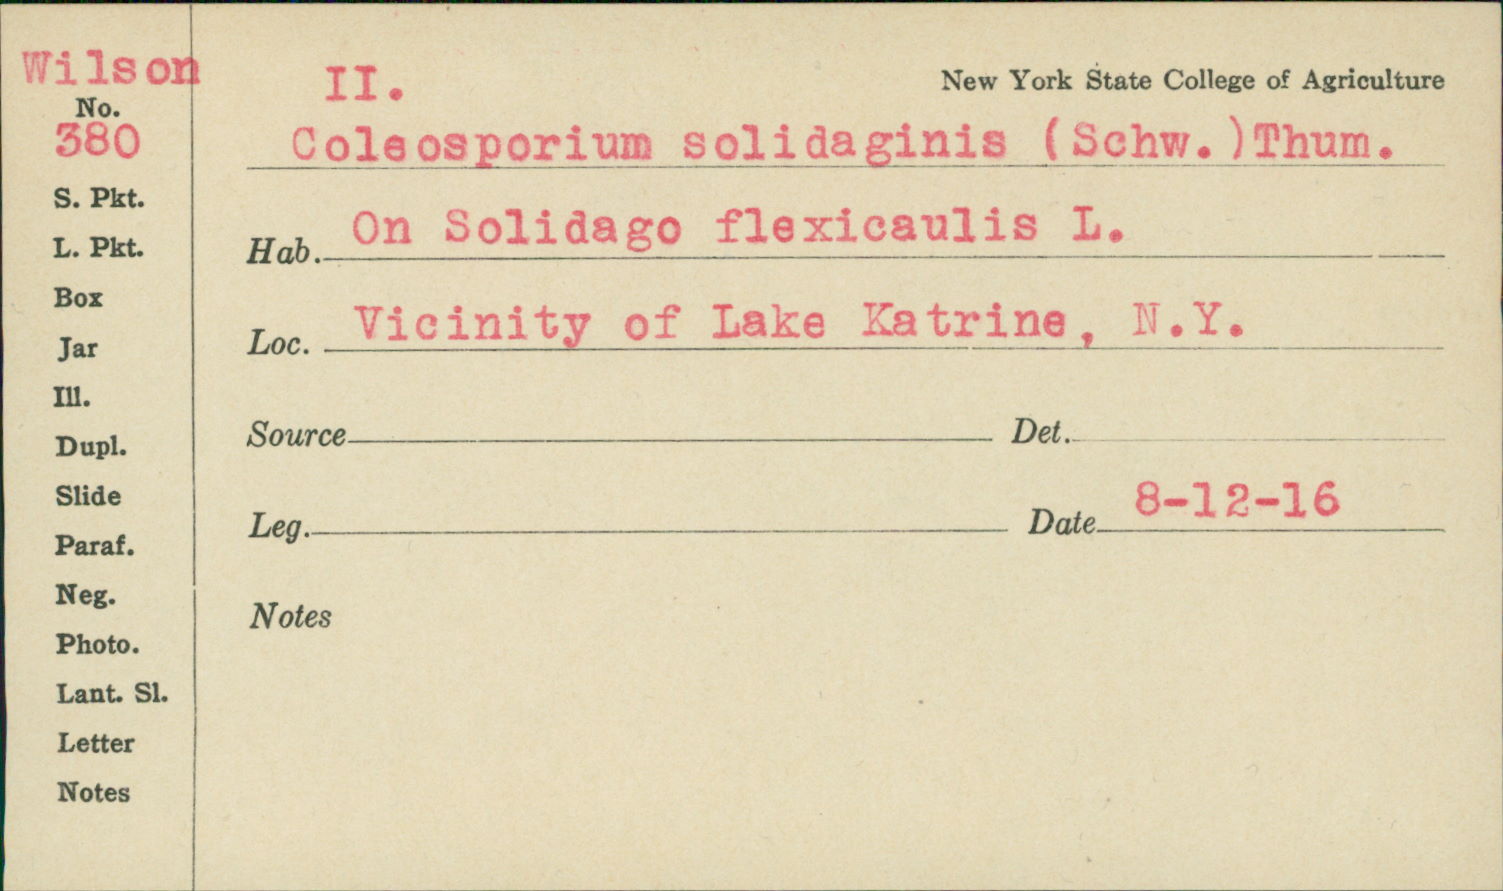 Wilson
No.
380
S. Pkt.
L. Pkt.
Box
Jar
Ill.
Dupl.
Slide
Paraf.
Neg.
Photo.
Lant. Sl.
Letter
Notes
II.
New York State College of Agriculture
Coleosporium solidaginis (Schw.)Thum.
Hab. On Solidago flexicaulis L.
Loc. Vicinity of Lake Katrine, N.Y.
Source Det.
Leg. Date 8-12-16
Notes